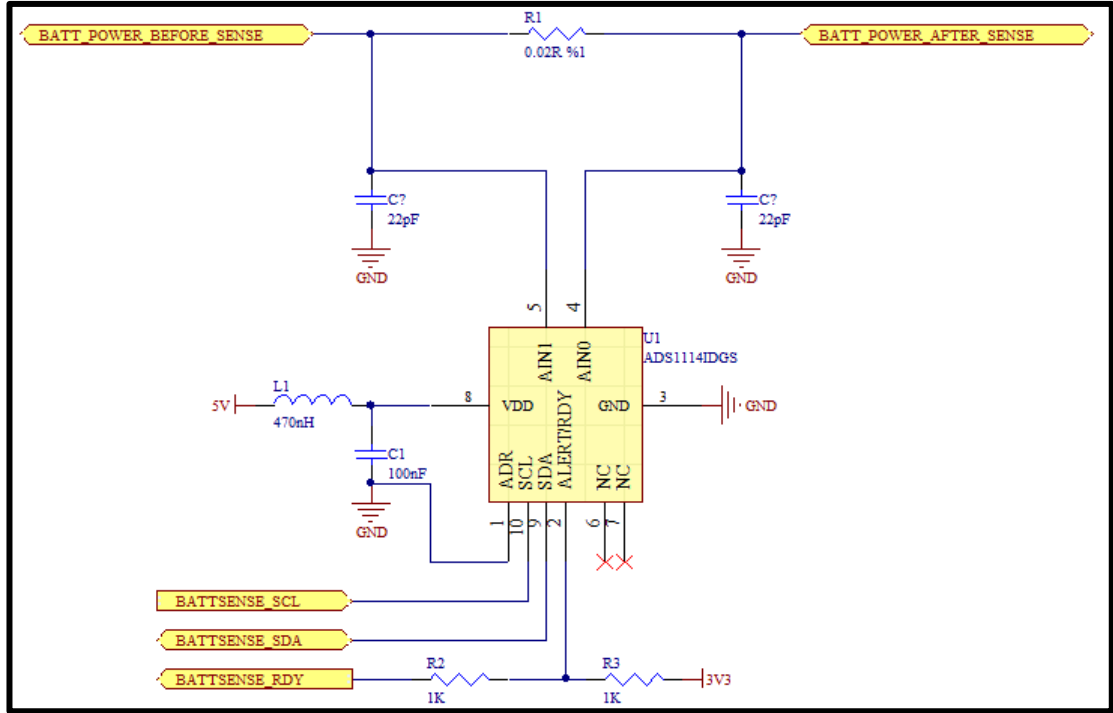 R1
BATT_POWER_BEFORE_SENSE
BATT_POWER_AFTER_SENSE
0.02R %1
C?
22pF
GND
C?
22pF
GND
5
4
U1
ADS1114IDGS
AIN1
AIN0
L1
5V
470nH
8
VDD
GND
3
GND
C1
100nF
GND
ADR
SCL
SDA
ALERT/RDY
NC
NC
1
10
9
2
6
7
BATTSENSE_SCL
BATTSENSE_SDA
BATTSENSE_RDY
R2
1K
R3
1K
3V3